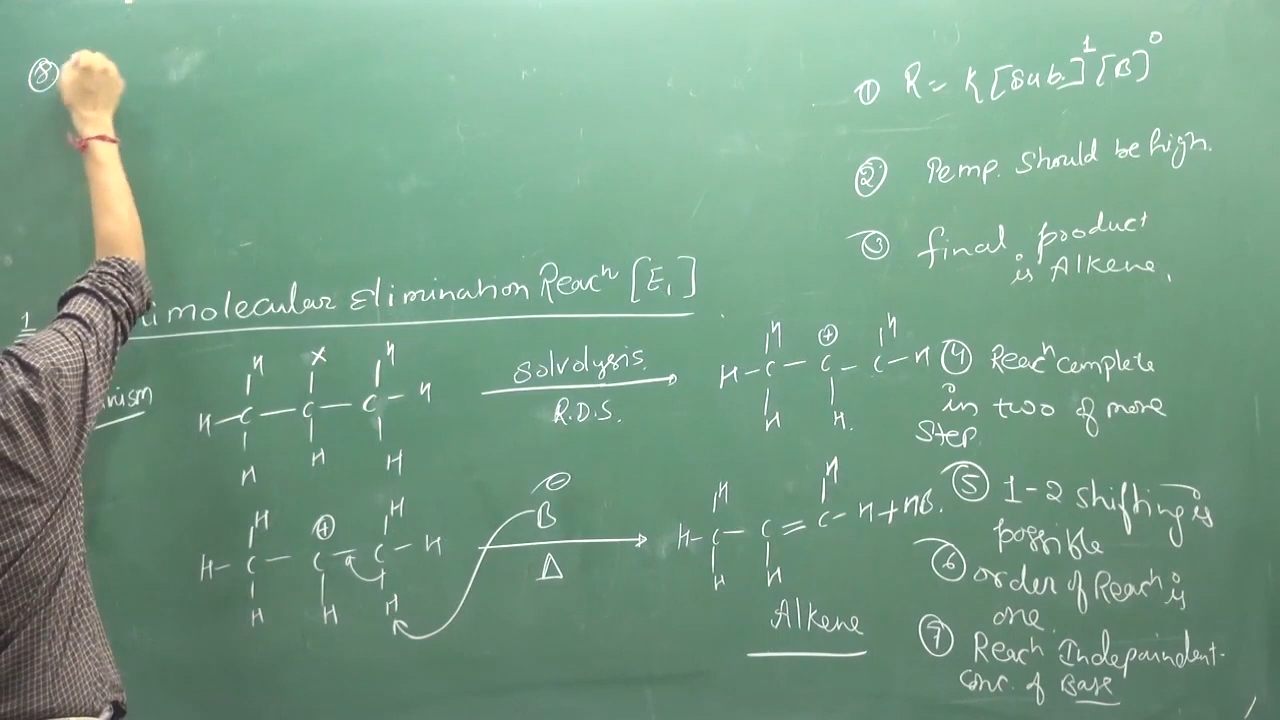 ⑧
1
imolecular Elimination Reacⁿ [E₁]
nism
H X H
H - C - C - C - H
H H H
Solvolysis.
R.D.S.
H ⊕ H
H - C - C - C - H
H H.
H ⊕ H
H - C - C - C - H
H H H
⊖
B
Δ
H H
H - C - C = C - H + HB.
H H
Alkene
① R = K [Sub.]¹ [B]⁰
② Temp. Should be high.
③ final product
is Alkene.
④ Reacⁿ complete
in two of more
Step
⑤ 1-2 shifting is
possible
⑥ order of Reacⁿ is
one.
⑦ Reacⁿ Indepaindent
Conc. of Base